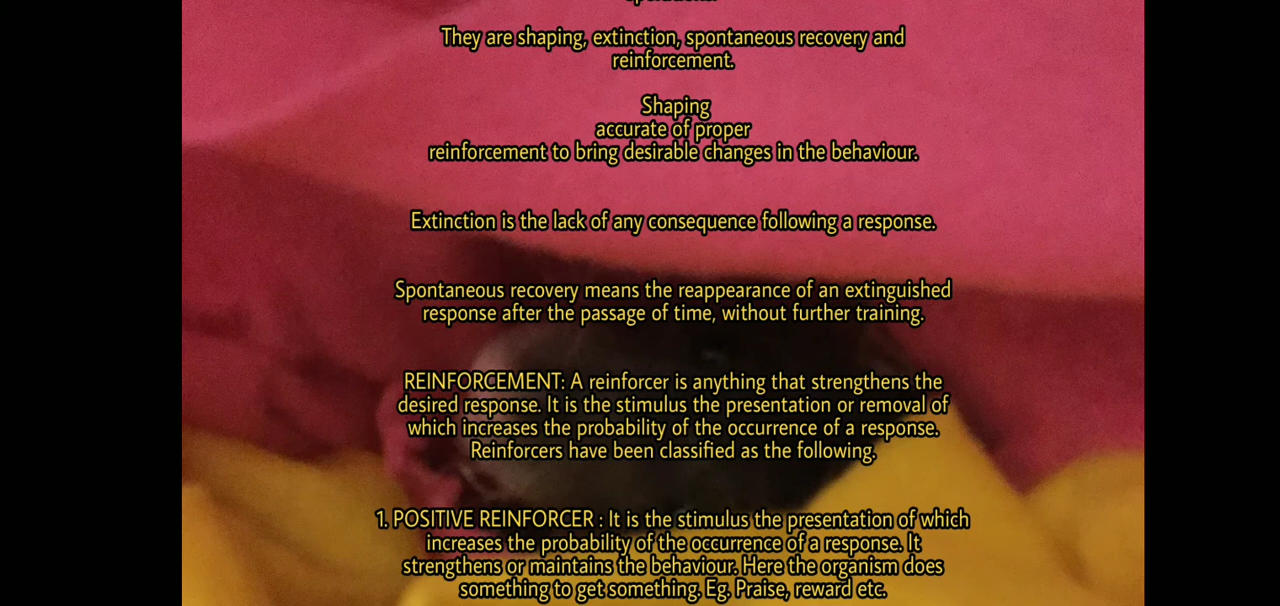 They are shaping, extinction, spontaneous recovery and
reinforcement.
Shaping
accurate of proper
reinforcement to bring desirable changes in the behaviour.
Extinction is the lack of any consequence following a response.
Spontaneous recovery means the reappearance of an extinguished
response after the passage of time, without further training.
REINFORCEMENT: A reinforcer is anything that strengthens the
desired response. It is the stimulus the presentation or removal of
which increases the probability of the occurrence of a response.
Reinforcers have been classified as the following.
1. POSITIVE REINFORCER : It is the stimulus the presentation of which
increases the probability of the occurrence of a response. It
strengthens or maintains the behaviour. Here the organism does
something to get something. Eg. Praise, reward etc.